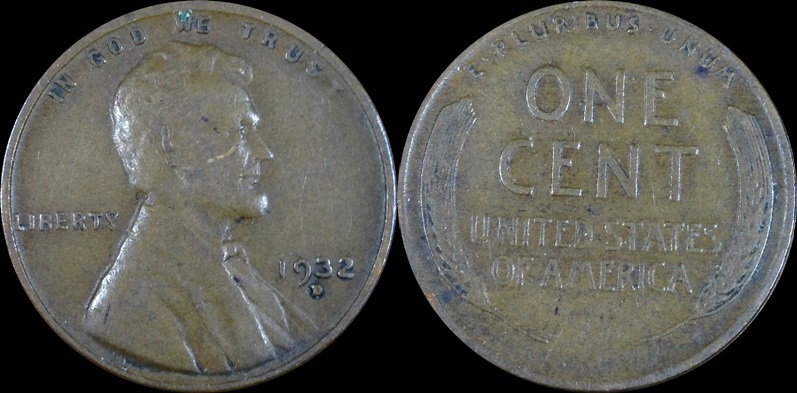 IN GOD WE TRUST
LIBERTY
1932
D
E·PLURIBUS·UNUM
ONE
CENT
UNITED·STATES
OF·AMERICA